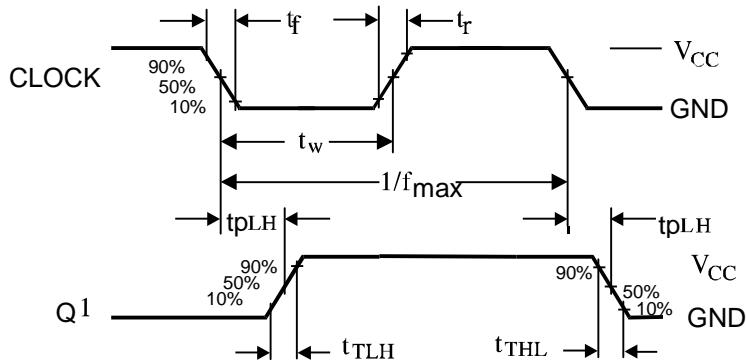 tf tr
90% VCC
CLOCK 50%
10% GND
tw
1/fmax
tpLH tpLH
90% 90% VCC
50% 50%
10% 10%
Q1 GND
tTLH tTHL